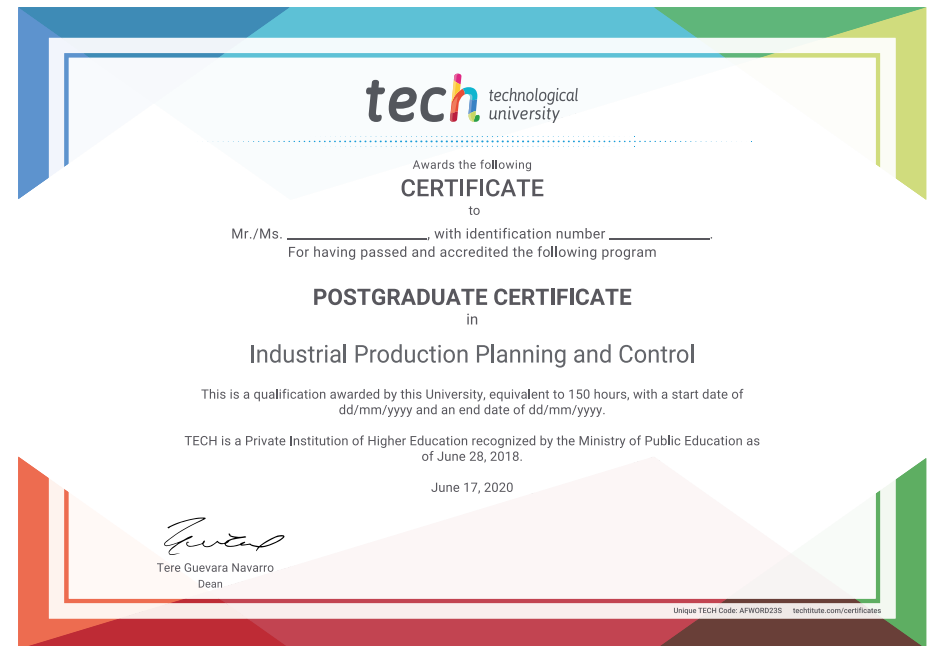 tech technological
university
Awards the following
CERTIFICATE
to
Mr./Ms. ____________________, with identification number ______________.
For having passed and accredited the following program
POSTGRADUATE CERTIFICATE
in
Industrial Production Planning and Control
This is a qualification awarded by this University, equivalent to 150 hours, with a start date of
dd/mm/yyyy and an end date of dd/mm/yyyy.
TECH is a Private Institution of Higher Education recognized by the Ministry of Public Education as
of June 28, 2018.
June 17, 2020
Tere Guevara Navarro
Dean
Unique TECH Code: AFWORD23S techtitute.com/certificates